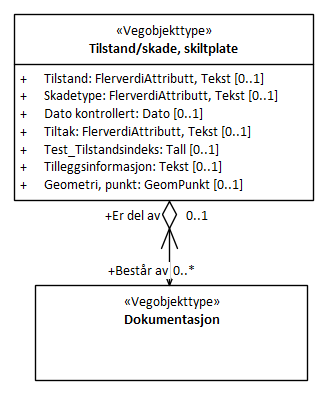 «Vegobjekttype»
Tilstand/skade, skiltplate
+ Tilstand: FlerverdiAttributt, Tekst [0..1]
+ Skadetype: FlerverdiAttributt, Tekst [0..1]
+ Dato kontrollert: Dato [0..1]
+ Tiltak: FlerverdiAttributt, Tekst [0..1]
+ Test_Tilstandsindeks: Tall [0..1]
+ Tilleggsinformasjon: Tekst [0..1]
+ Geometri, punkt: GeomPunkt [0..1]
+Er del av 0..1
+Består av 0..*
«Vegobjekttype»
Dokumentasjon